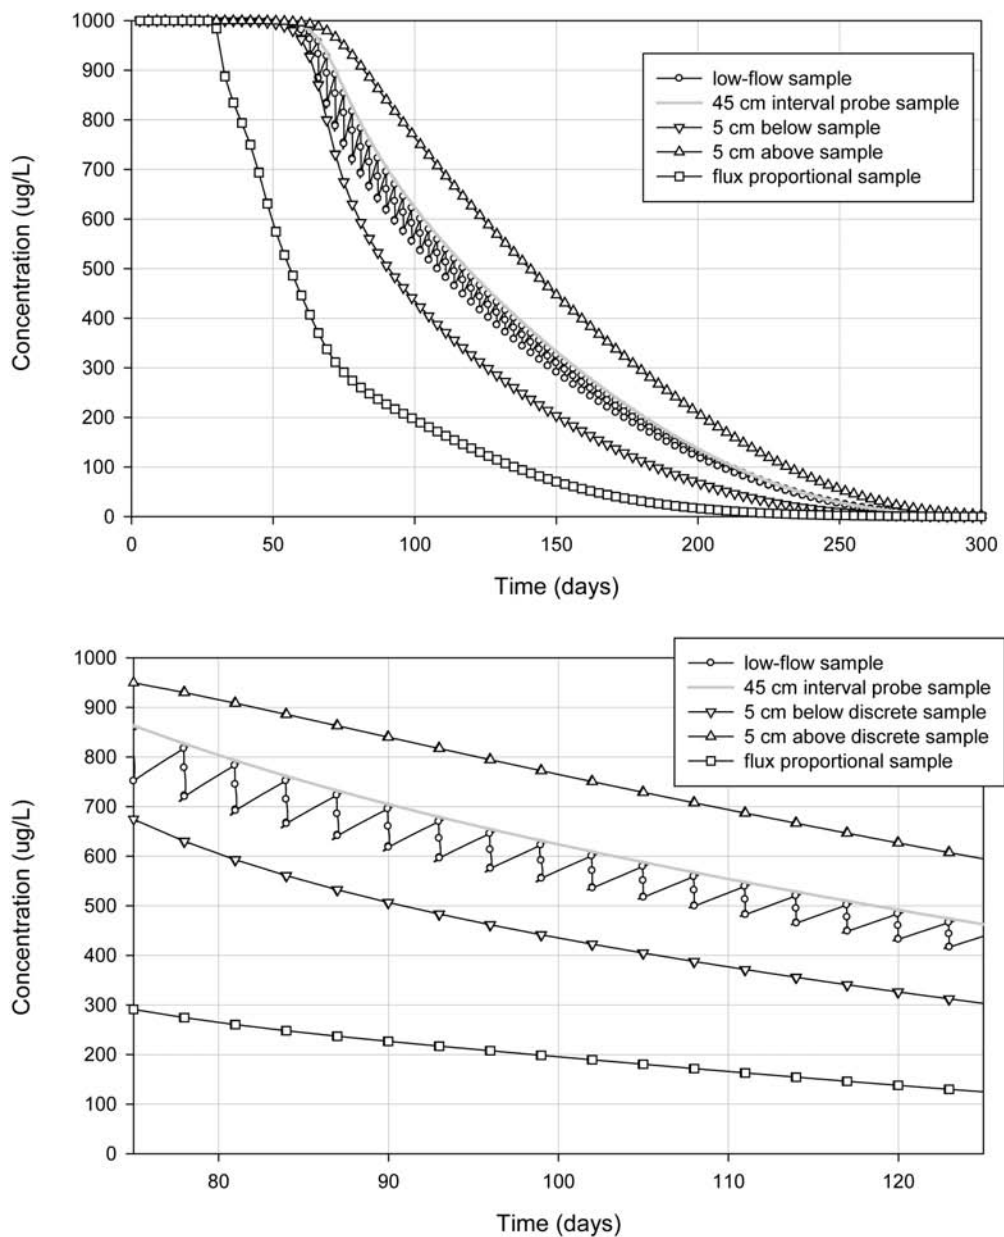 1000
900
800
700
600
500
400
300
200
100
0
Concentration (ug/L)
low-flow sample
45 cm interval probe sample
5 cm below sample
5 cm above sample
flux proportional sample
0 50 100 150 200 250 300
Time (days)
1000
900
800
700
600
500
400
300
200
100
0
Concentration (ug/L)
low-flow sample
45 cm interval probe sample
5 cm below discrete sample
5 cm above discrete sample
flux proportional sample
80 90 100 110 120
Time (days)